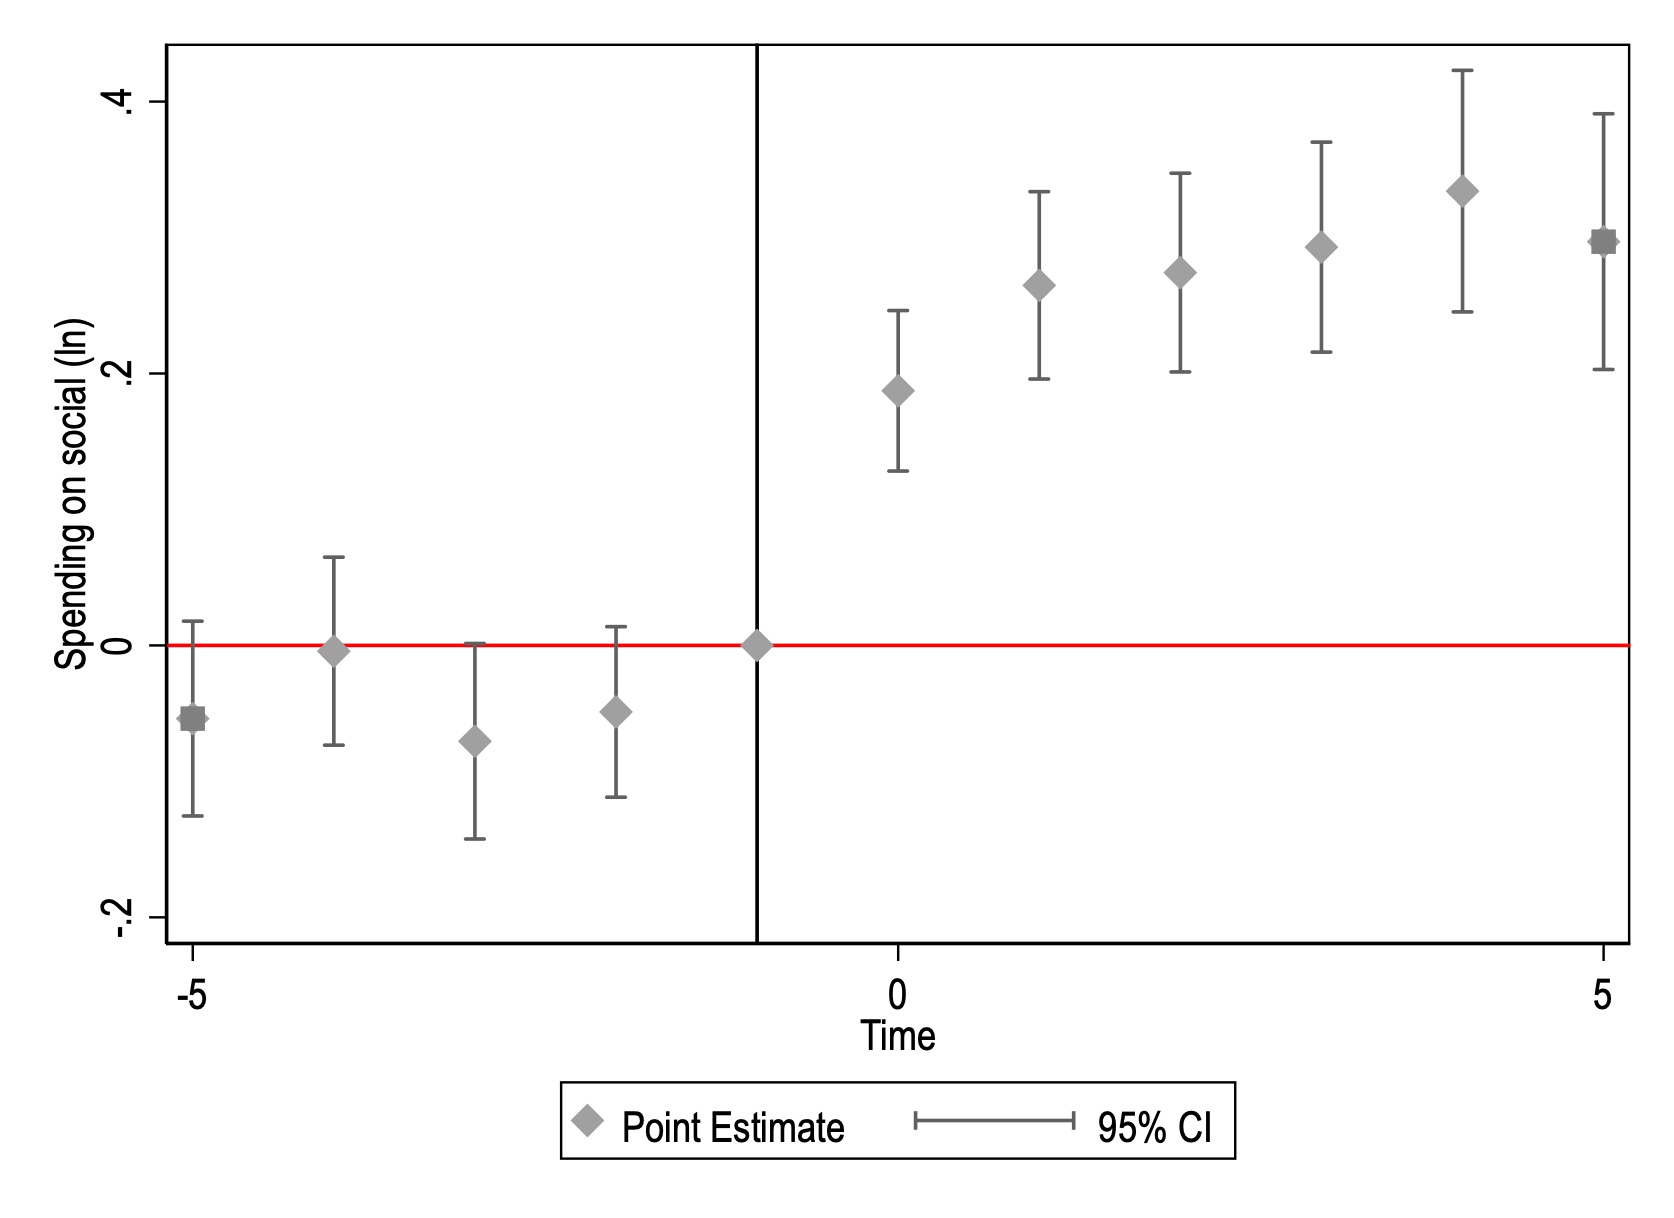 Spending on social (ln)
.4
.2
0
-.2
-5
0
5
Time
Point Estimate
95% CI